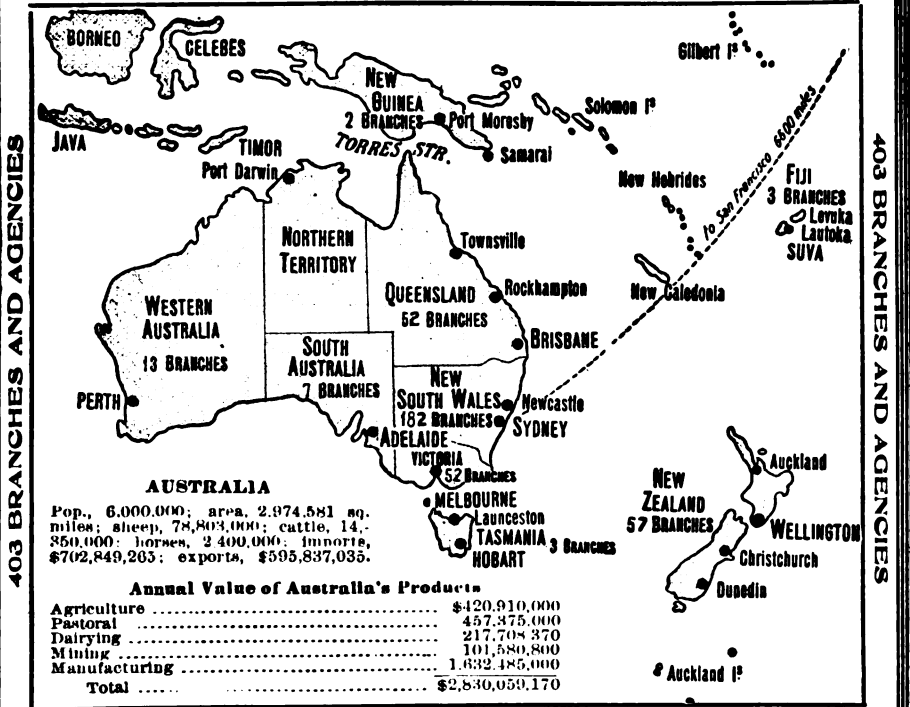 BORNEO
CELEBES
JAVA
TIMOR
Port Darwin
NEW
GUINEA
2 BRANCHES
Port Moresby
TORRES STR.
Samarai
Solomon Is
Gilbert Is
to San Francisco 6600 miles
New Hebrides
FIJI
3 BRANCHES
Levuka
Lautoka
SUVA
New Caledonia
403 BRANCHES AND AGENCIES
403 BRANCHES AND AGENCIES
NORTHERN
TERRITORY
Townsville
QUEENSLAND
52 BRANCHES
Rockhampton
BRISBANE
WESTERN
AUSTRALIA
13 BRANCHES
PERTH
SOUTH
AUSTRALIA
7 BRANCHES
NEW
SOUTH WALES
182 BRANCHES
Newcastle
SYDNEY
ADELAIDE
VICTORIA
52 BRANCHES
MELBOURNE
Launceston
TASMANIA 3 BRANCHES
HOBART
NEW
ZEALAND
57 BRANCHES
Auckland
WELLINGTON
Christchurch
Dunedin
Auckland Is
AUSTRALIA
Pop., 6,000,000; area, 2,974,581 sq.
miles; sheep, 78,803,000; cattle, 14,-
350,000; horses, 2,400,000; imports,
$702,849,265; exports, $595,837,035.
Annual Value of Australia's Products
Agriculture ........ $420,910,000
Pastoral ........ 457,375,000
Dairying ........ 217,708,370
Mining ........ 101,580,800
Manufacturing ........ 1,632,485,000
Total ........ $2,830,059,170